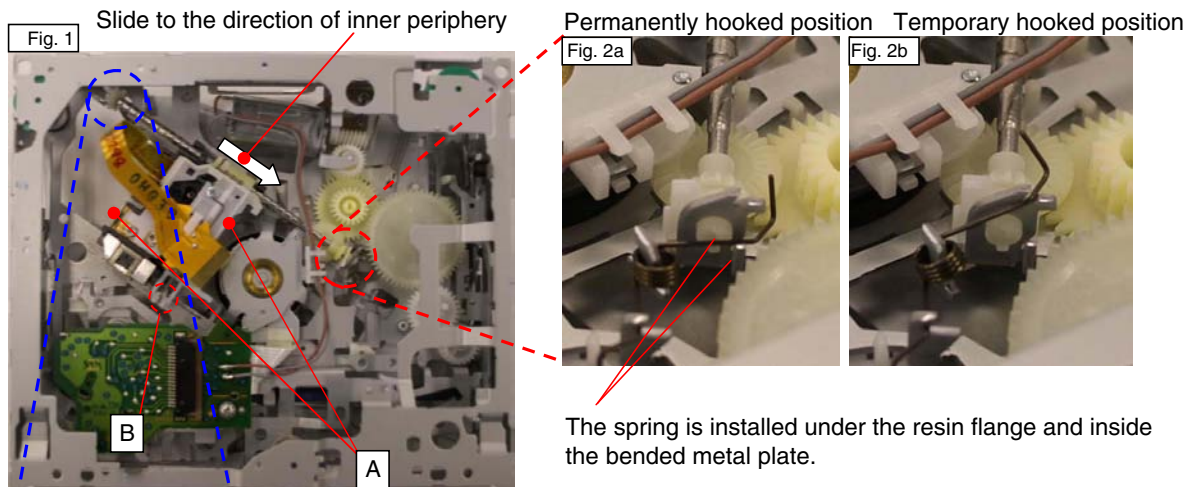 Slide to the direction of inner periphery
Permanently hooked position
Temporary hooked position
Fig. 1
Fig. 2a
Fig. 2b
B
A
The spring is installed under the resin flange and inside
the bended metal plate.